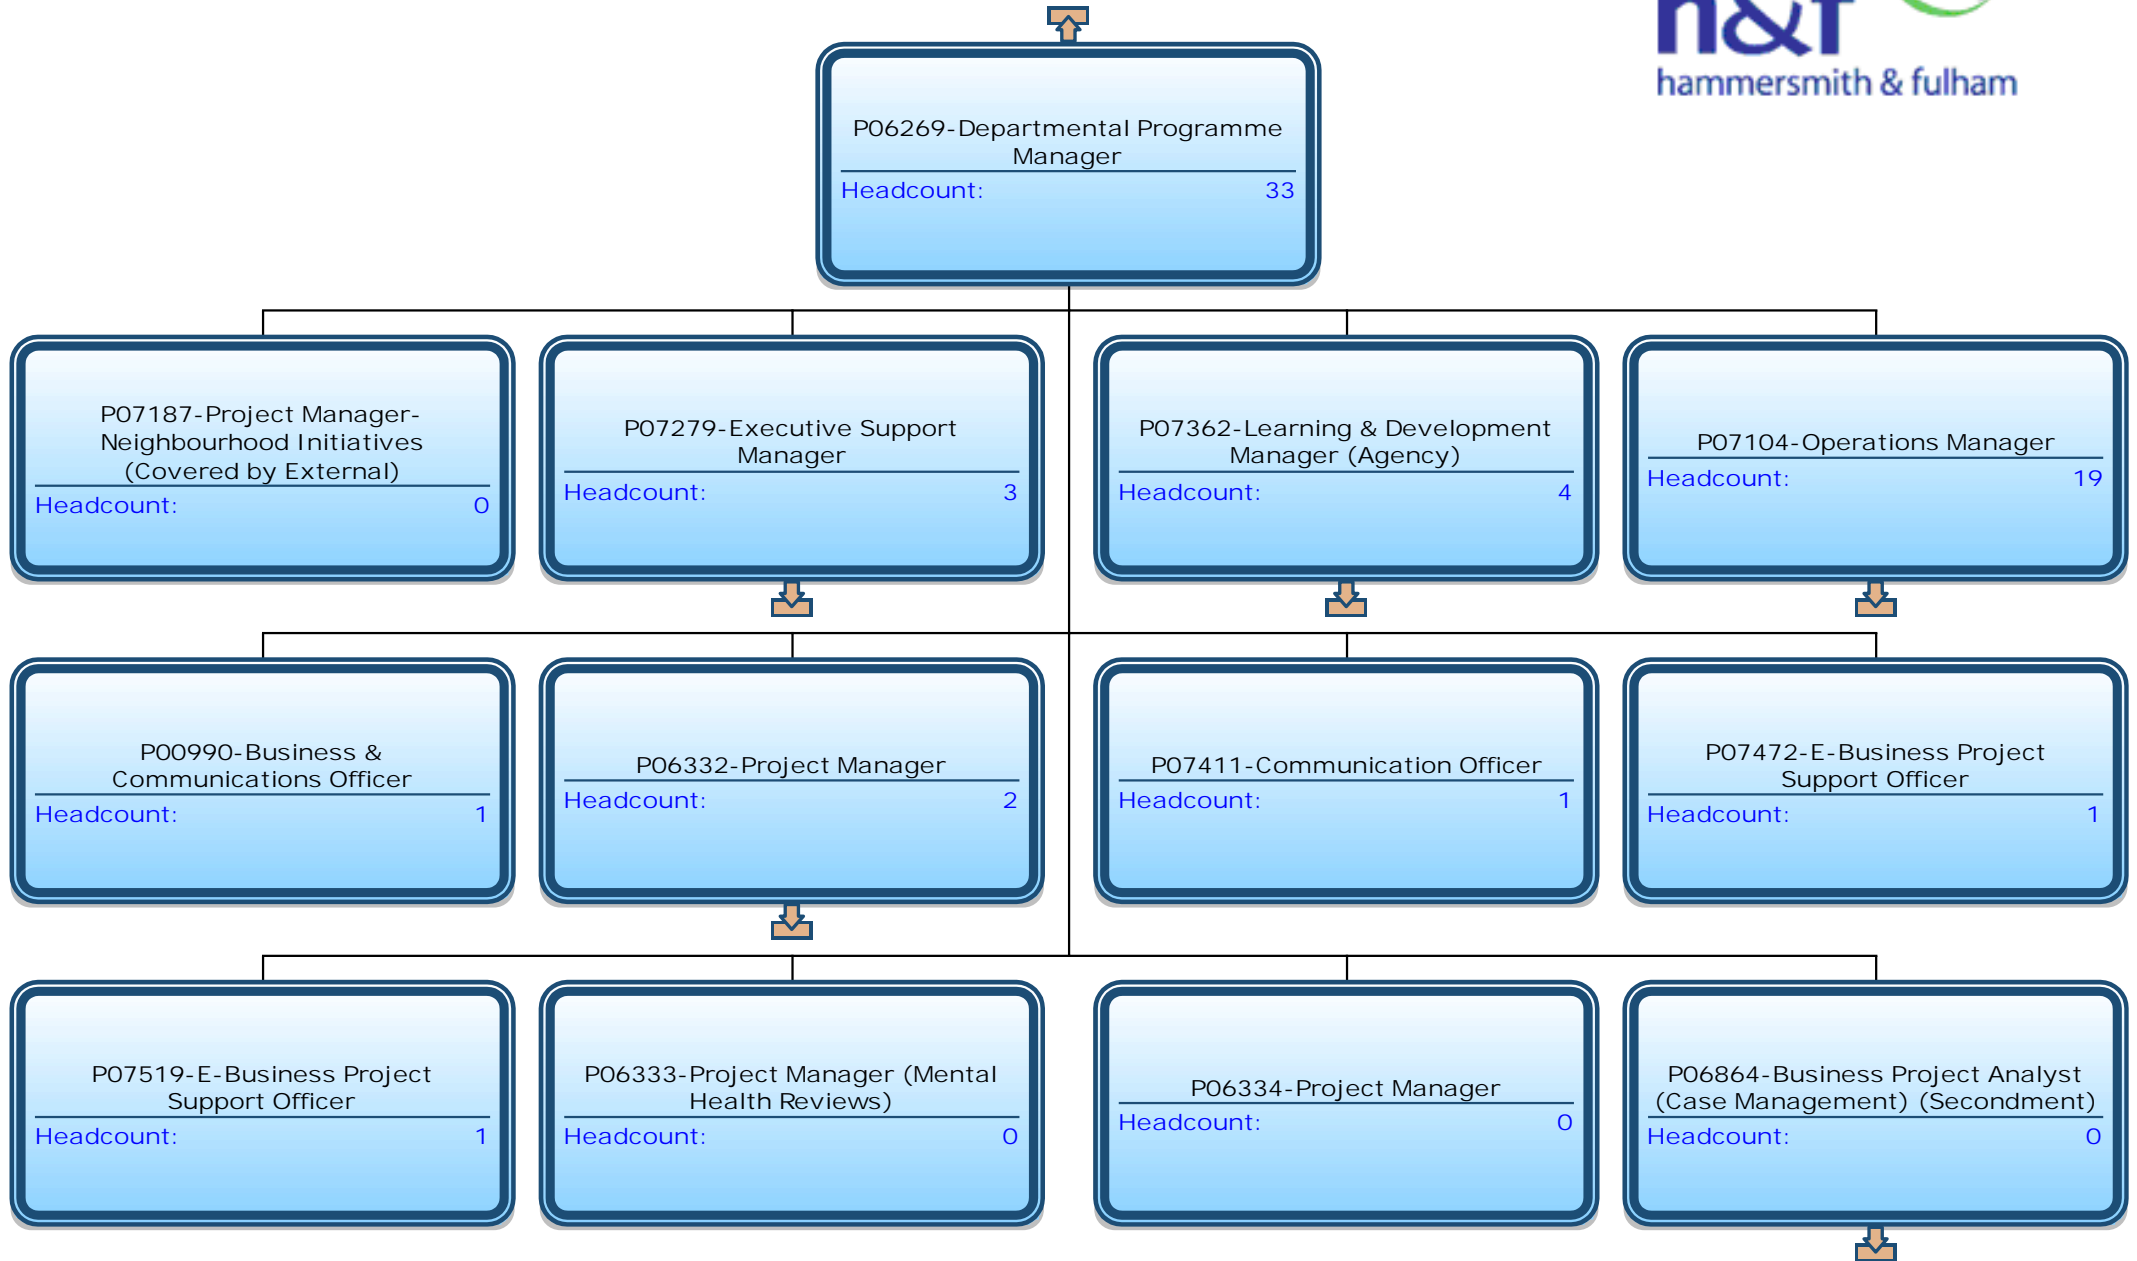 h&f
hammersmith & fulham
P06269-Departmental Programme
Manager
Headcount: 33
P07187-Project Manager-
Neighbourhood Initiatives
(Covered by External)
Headcount: 0
P07279-Executive Support
Manager
Headcount: 3
P07362-Learning & Development
Manager (Agency)
Headcount: 4
P07104-Operations Manager
Headcount: 19
P00990-Business &
Communications Officer
Headcount: 1
P06332-Project Manager
Headcount: 2
P07411-Communication Officer
Headcount: 1
P07472-E-Business Project
Support Officer
Headcount: 1
P07519-E-Business Project
Support Officer
Headcount: 1
P06333-Project Manager (Mental
Health Reviews)
Headcount: 0
P06334-Project Manager
Headcount: 0
P06864-Business Project Analyst
(Case Management) (Secondment)
Headcount: 0